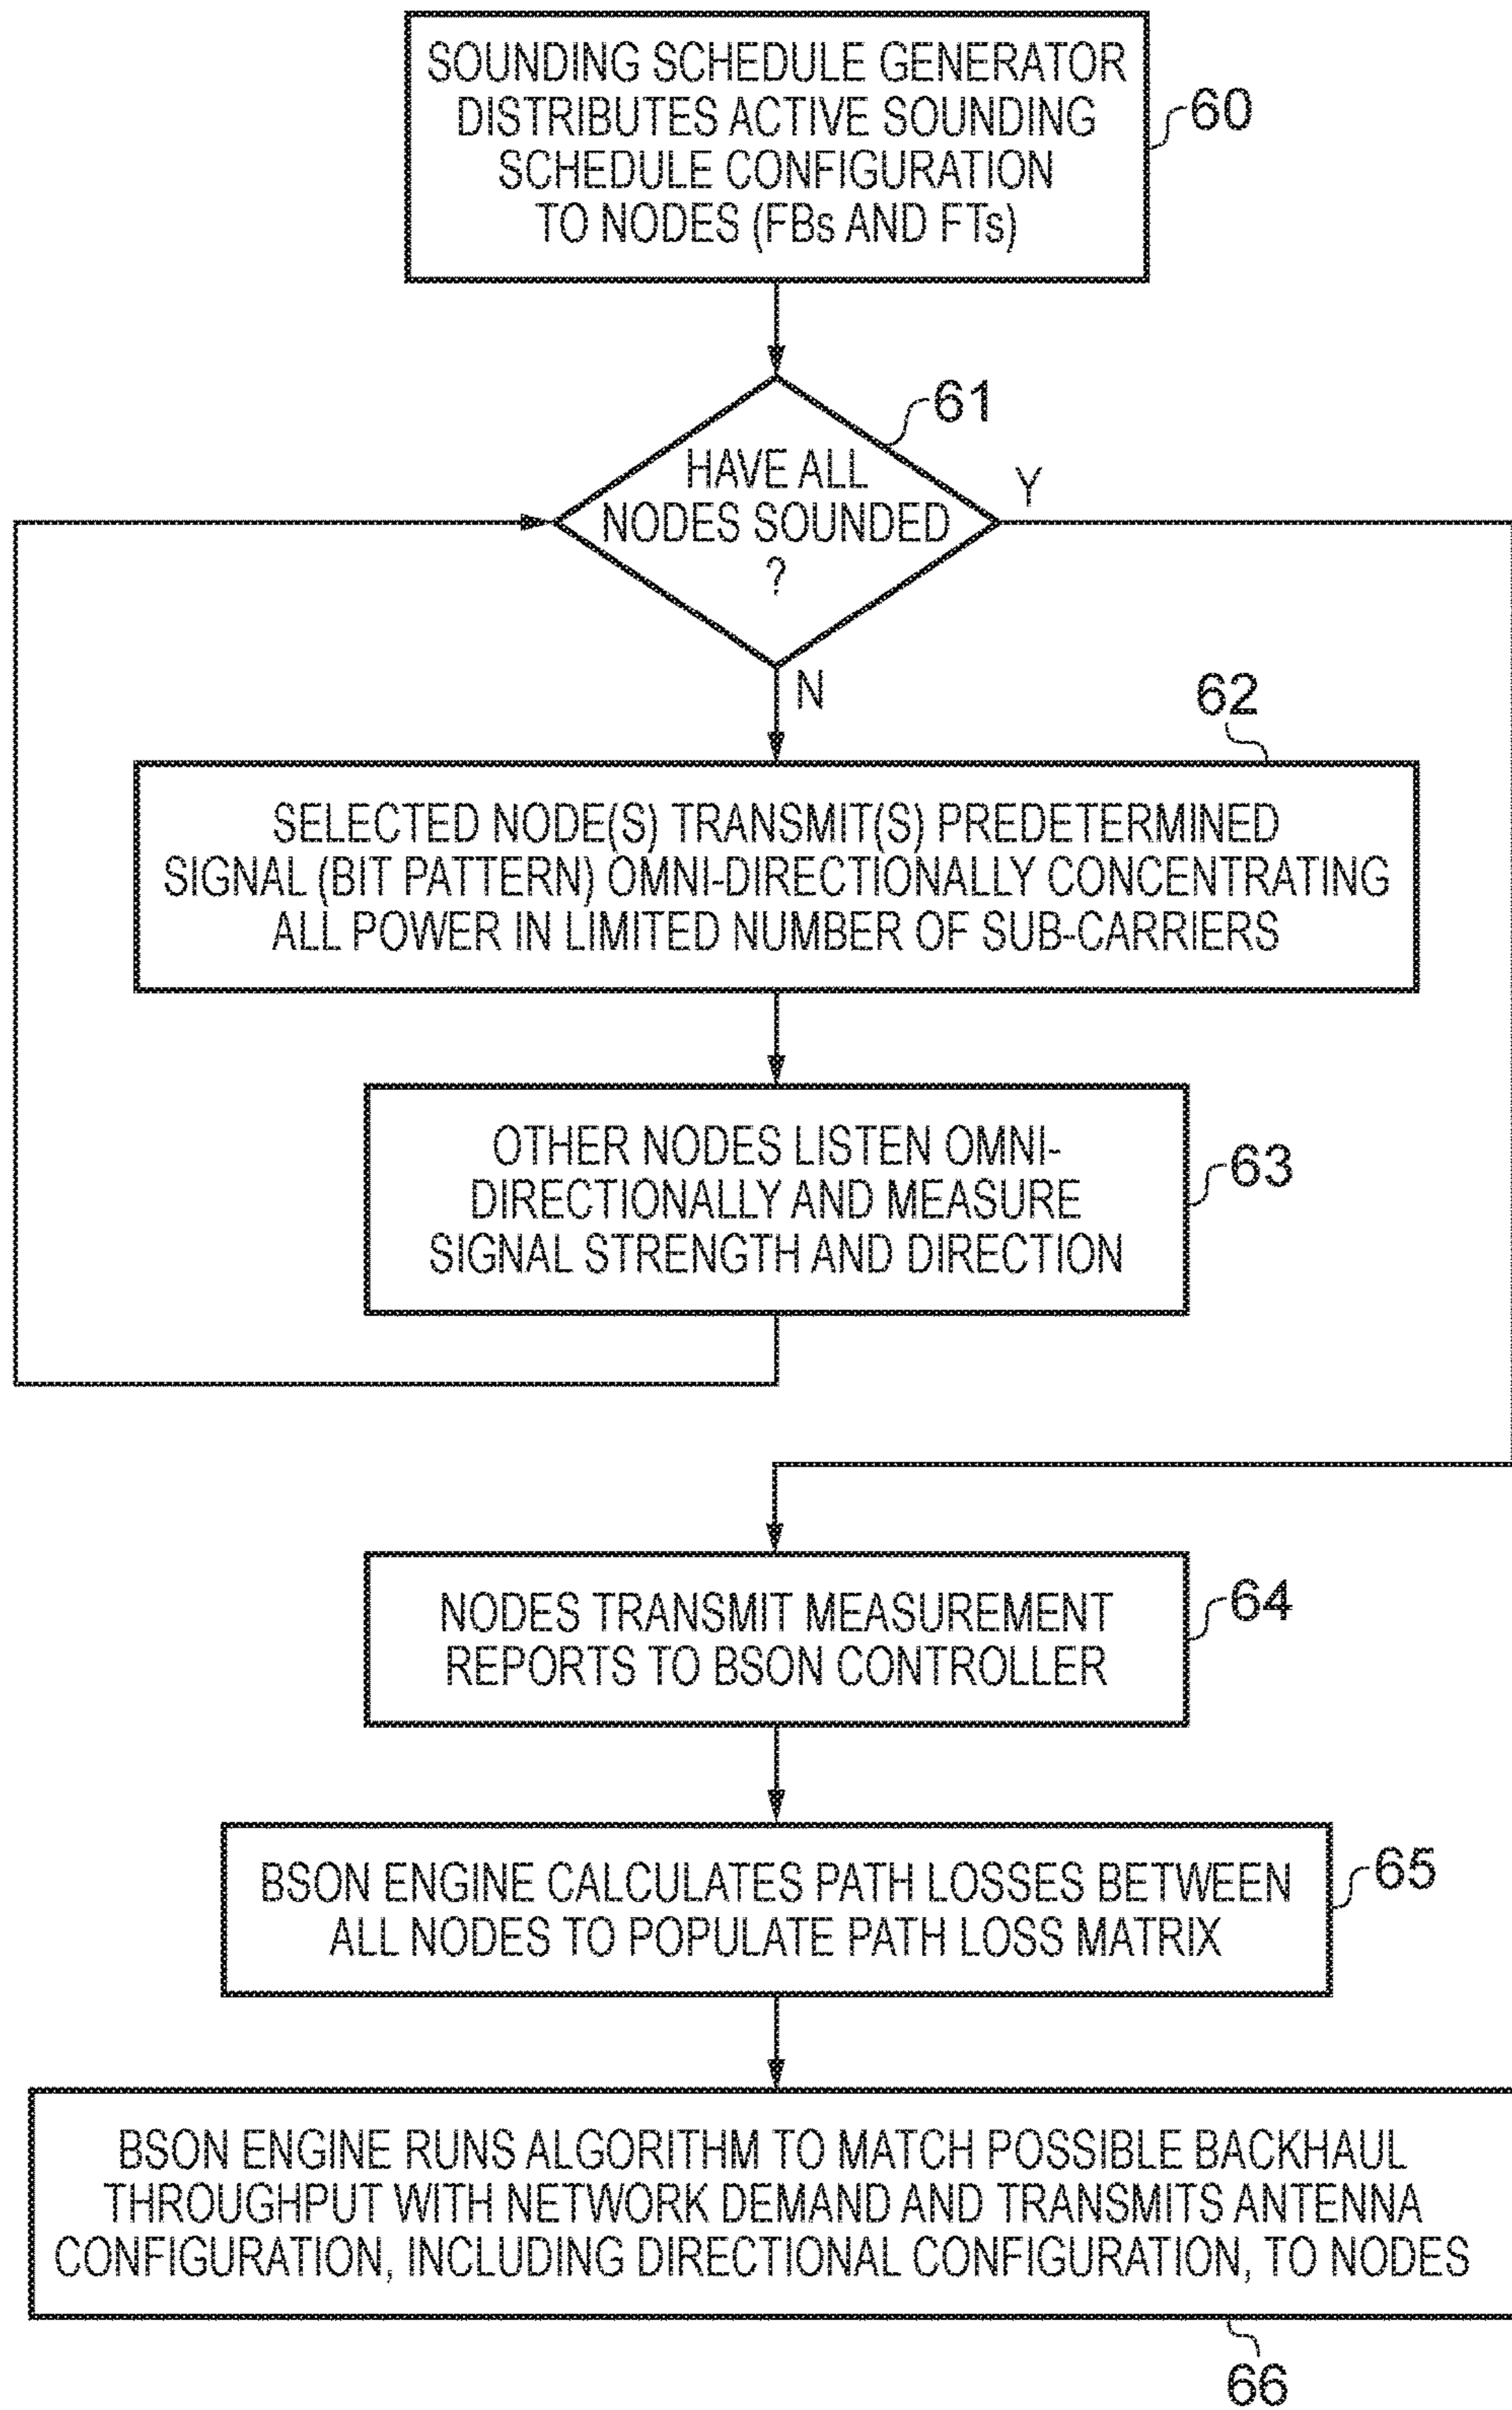 SOUNDING SCHEDULE GENERATOR
DISTRIBUTES ACTIVE SOUNDING
SCHEDULE CONFIGURATION
TO NODES (FBs AND FTs)
60
61
HAVE ALL
NODES SOUNDED
?
Y
N
62
SELECTED NODE(S) TRANSMIT(S) PREDETERMINED
SIGNAL (BIT PATTERN) OMNI-DIRECTIONALLY CONCENTRATING
ALL POWER IN LIMITED NUMBER OF SUB-CARRIERS
OTHER NODES LISTEN OMNI-
DIRECTIONALLY AND MEASURE
SIGNAL STRENGTH AND DIRECTION
63
NODES TRANSMIT MEASUREMENT
REPORTS TO BSON CONTROLLER
64
BSON ENGINE CALCULATES PATH LOSSES BETWEEN
ALL NODES TO POPULATE PATH LOSS MATRIX
65
BSON ENGINE RUNS ALGORITHM TO MATCH POSSIBLE BACKHAUL
THROUGHPUT WITH NETWORK DEMAND AND TRANSMITS ANTENNA
CONFIGURATION, INCLUDING DIRECTIONAL CONFIGURATION, TO NODES
66